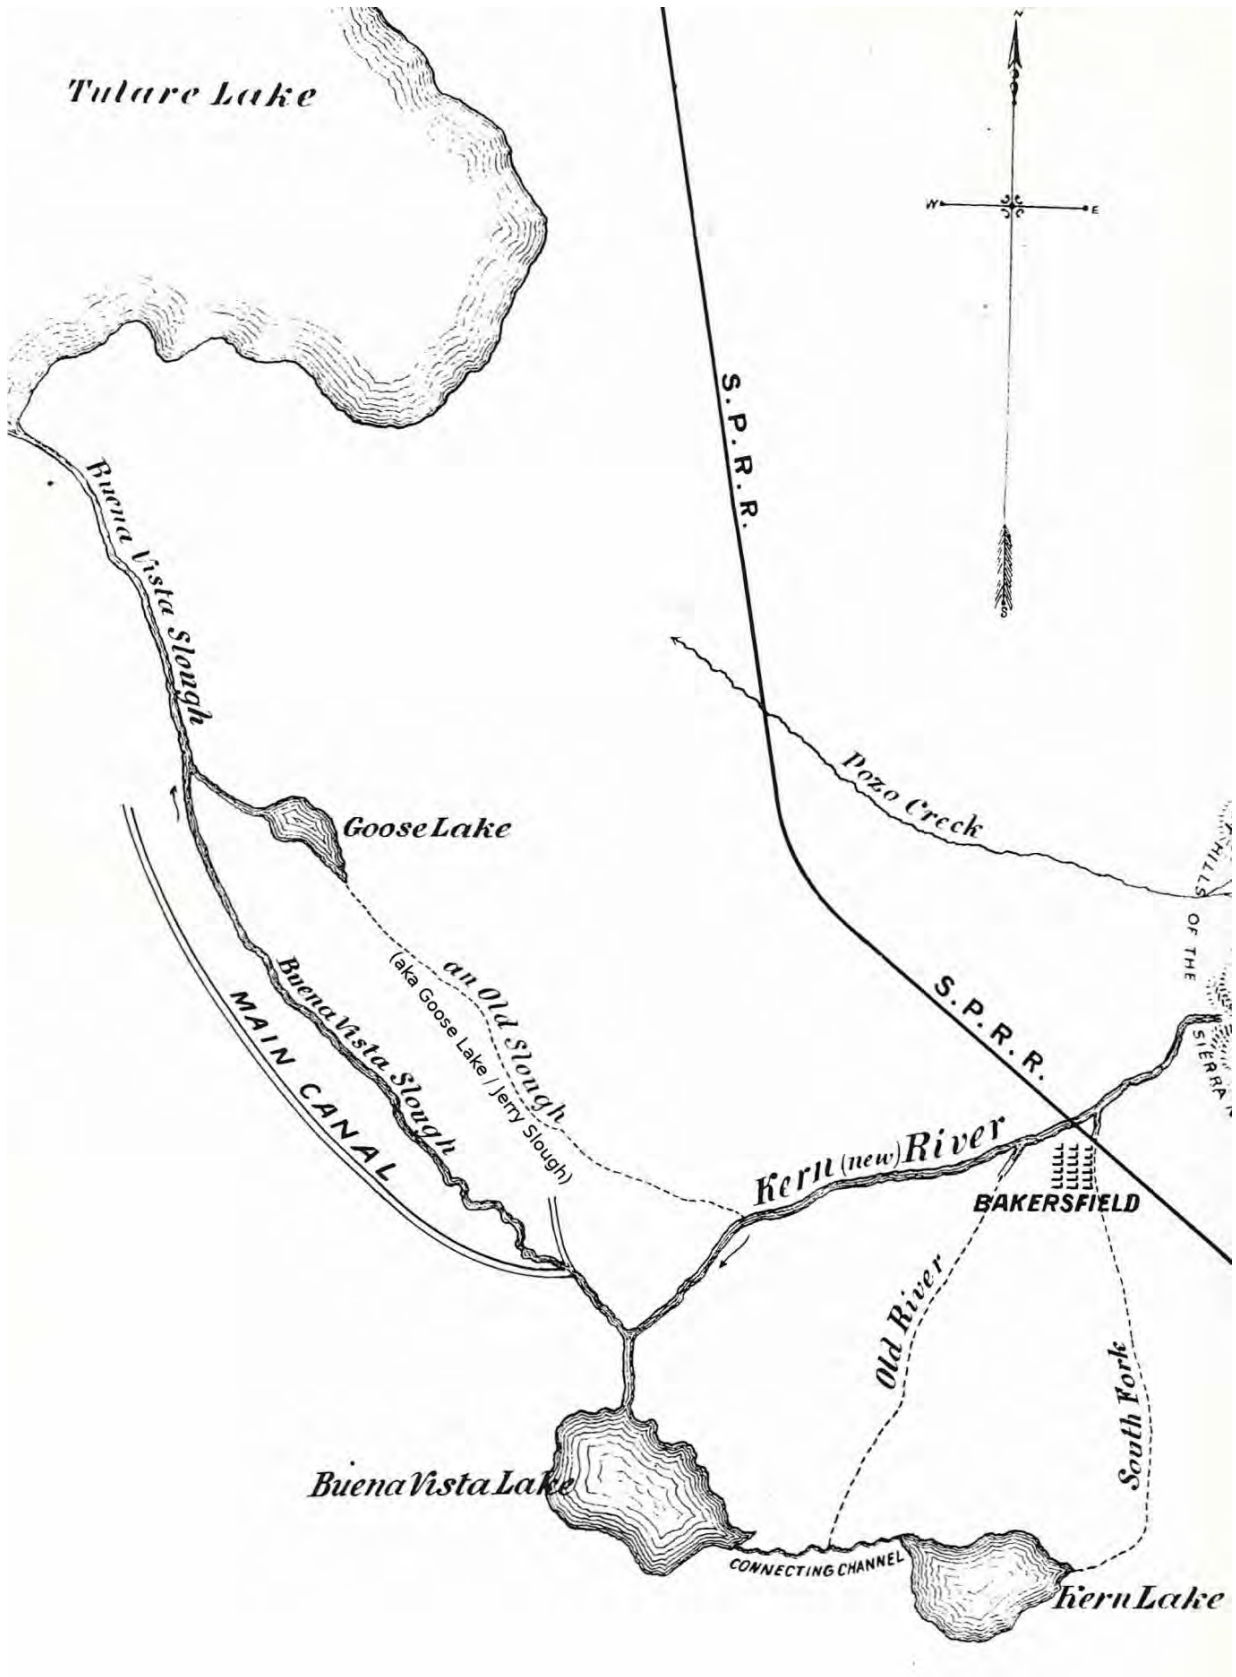 N
Tulare Lake
W
E
S.P.R.R.
Buena Vista Slough
S
Pozo Creek
Goose Lake
HILLS
OF THE
SIERRA N
an Old Slough
(aka Goose Lake / Jerry Slough)
Buena Vista Slough
MAIN CANAL
S.P.R.R.
Kern (new) River
BAKERSFIELD
Old River
South Fork
Buena Vista Lake
CONNECTING CHANNEL
Kern Lake